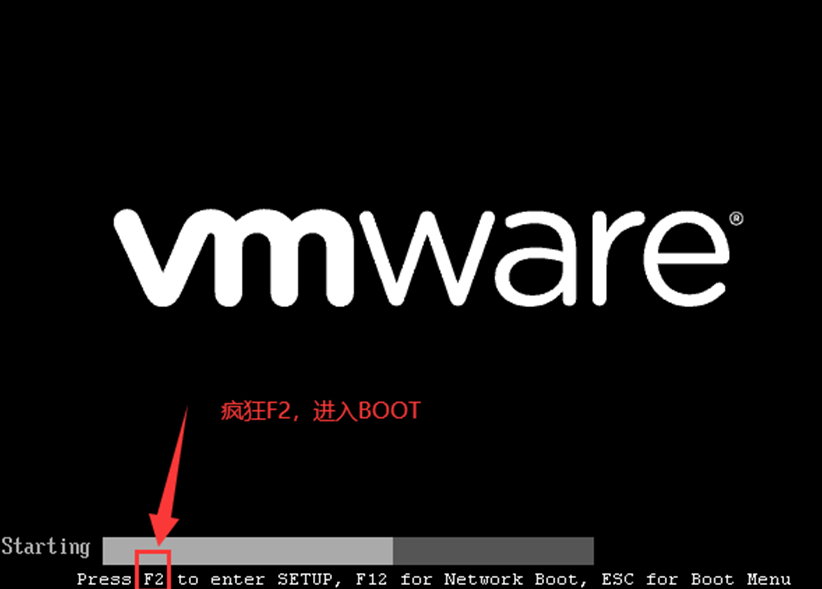 vmware®
疯狂F2，进入BOOT
Starting
Press F2 to enter SETUP, F12 for Network Boot, ESC for Boot Menu